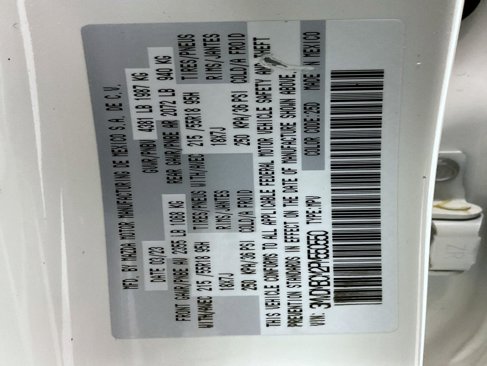 MFD. BY MAZDA MOTOR MANUFACTURING DE MEXICO S.A. DE C.V.
DATE 03/23 GVWR/PNBV 4381 LB 1987 KG
FRONT GAWR/PNBE AV 2355 LB 1068 KG REAR GAWR/PNBE AR 2072 LB 940 KG
WITH/AVEC TIRES/PNEUS WITH/AVEC TIRES/PNEUS
215 /55R18 95H RIMS/JANTES 215 /55R18 95H RIMS/JANTES
18X7J COLD/A FROID 18X7J COLD/A FROID
250 KPA/36 PSI 250 KPA/36 PSI
THIS VEHICLE CONFORMS TO ALL APPLICABLE FEDERAL MOTOR VEHICLE SAFETY AND THEFT
PREVENTION STANDARDS IN EFFECT ON THE DATE OF MANUFACTURE SHOWN ABOVE. MADE IN MEXICO
VIN: TYPE: MPV COLOR CODE: 25D